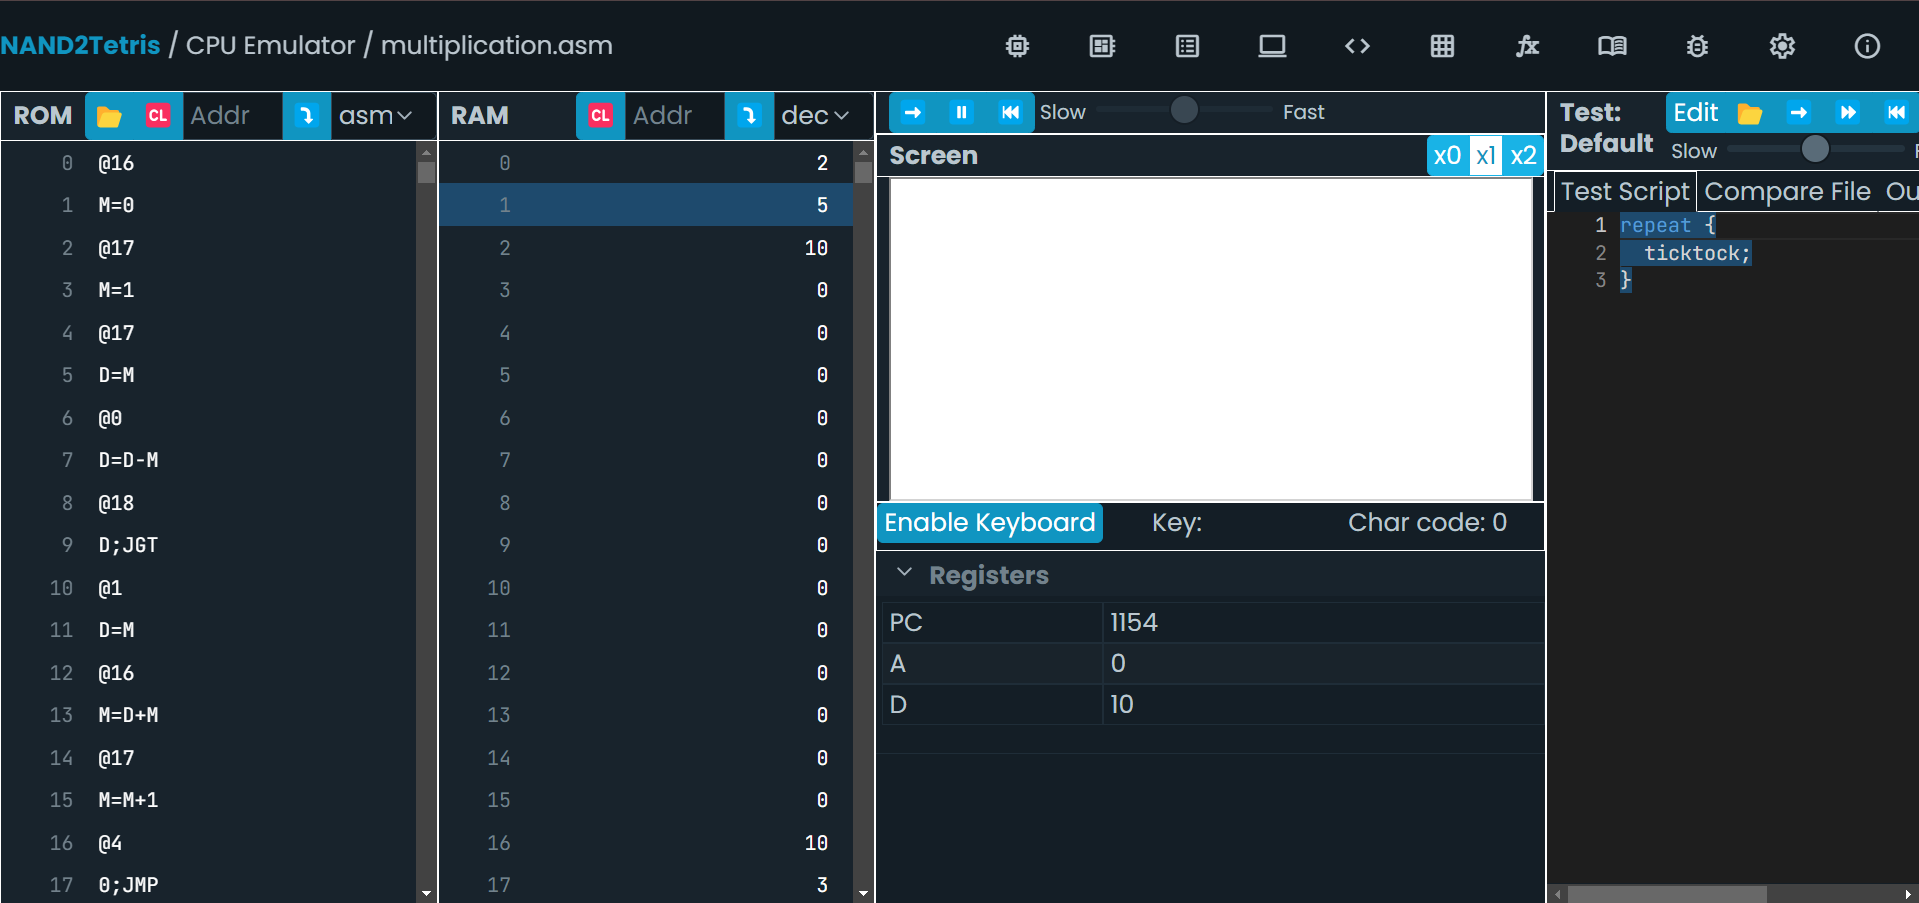 NAND2Tetris / CPU Emulator / multiplication.asm
ROM CL Addr asm
0 @16
1 M=0
2 @17
3 M=1
4 @17
5 D=M
6 @0
7 D=D-M
8 @18
9 D;JGT
10 @1
11 D=M
12 @16
13 M=D+M
14 @17
15 M=M+1
16 @4
17 0;JMP
RAM CL Addr dec
0 2
1 5
2 10
3 0
4 0
5 0
6 0
7 0
8 0
9 0
10 0
11 0
12 0
13 0
14 0
15 0
16 10
17 3
Slow Fast
Screen x0 x1 x2
Enable Keyboard Key: Char code: 0
Registers
PC 1154
A 0
D 10
Test:
Default
Edit
Slow F
Test Script Compare File Ou
1 repeat {
2 ticktock;
3 }